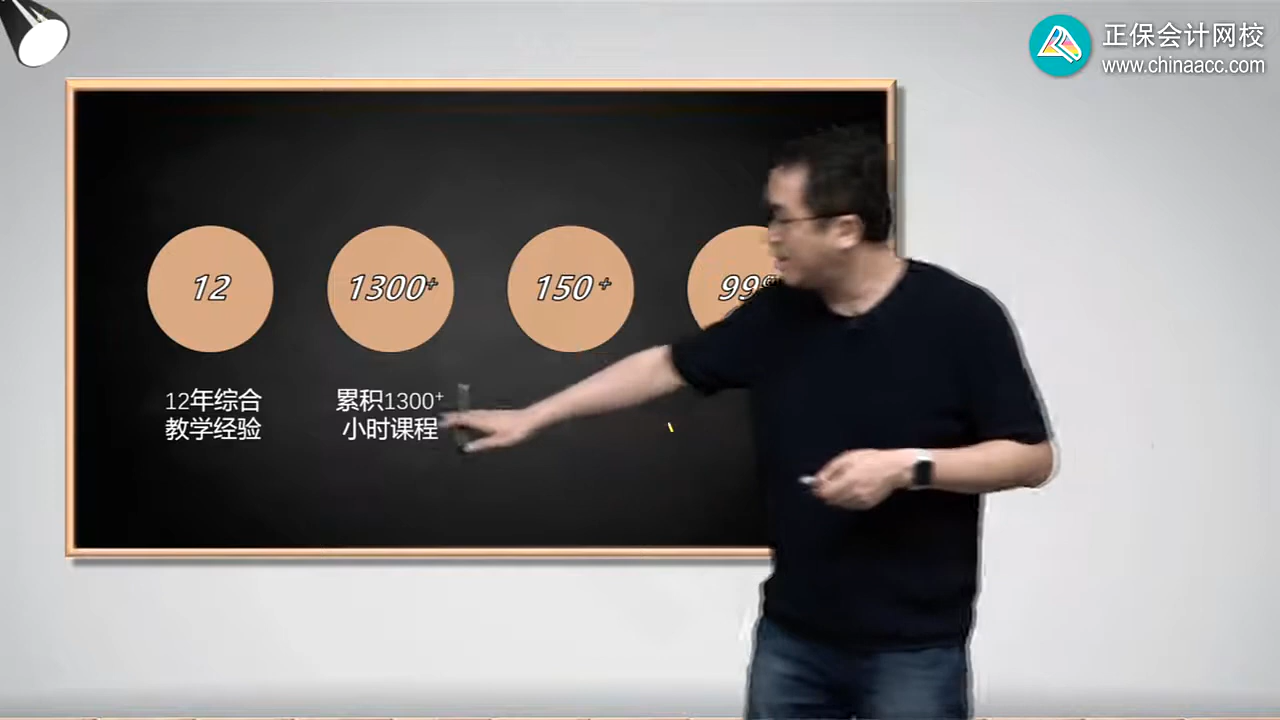 正保会计网校
www.chinaacc.com
12
1300+
150+
99
12年综合
教学经验
累积1300+
小时课程